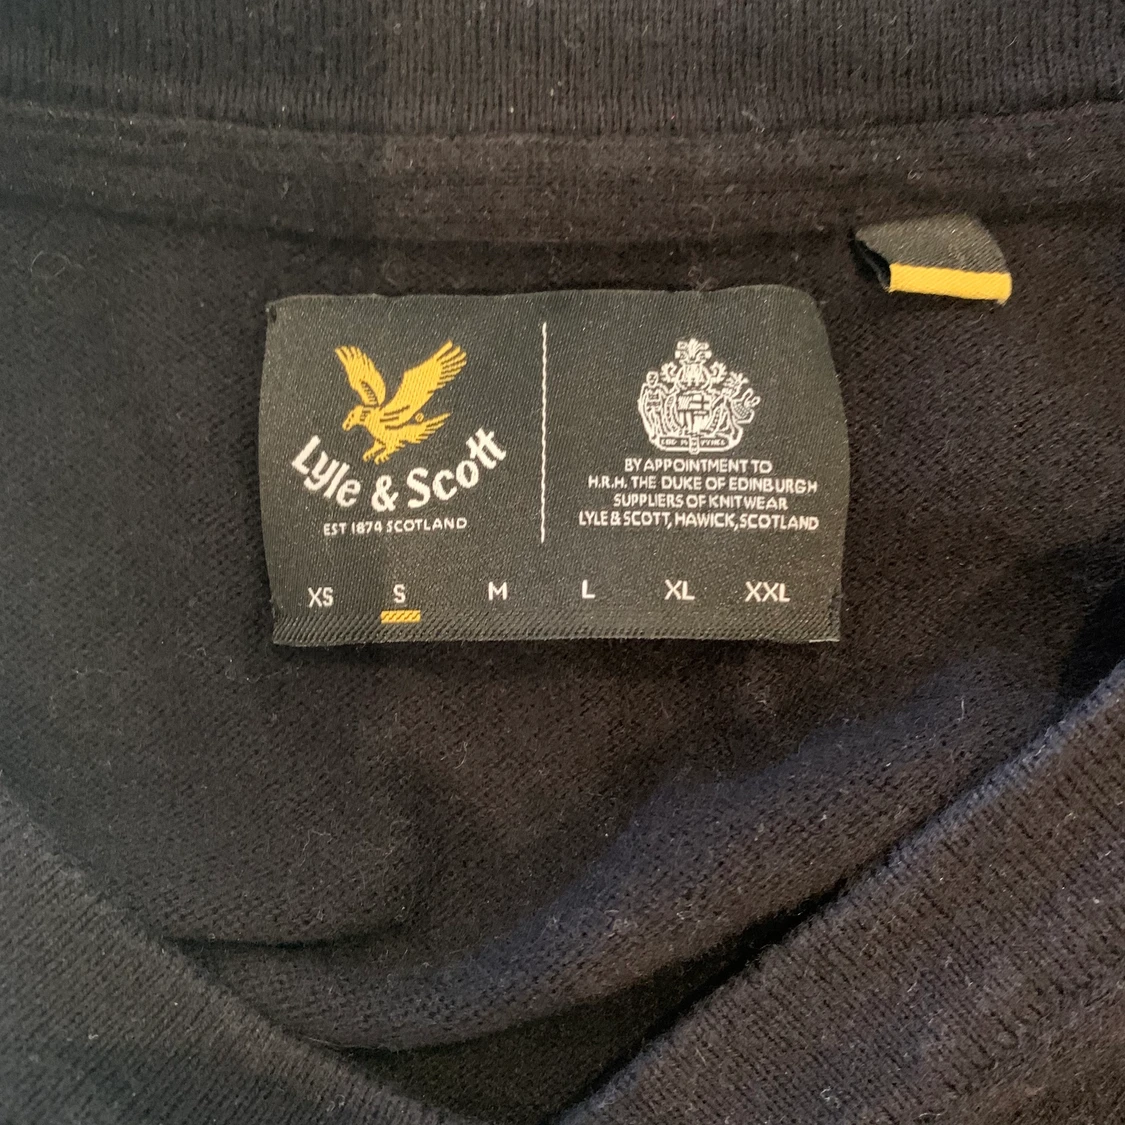 Lyle & Scott
EST 1874 SCOTLAND
BY APPOINTMENT TO
H.R.H. THE DUKE OF EDINBURGH
SUPPLIERS OF KNITWEAR
LYLE & SCOTT, HAWICK, SCOTLAND
XS S M L XL XXL